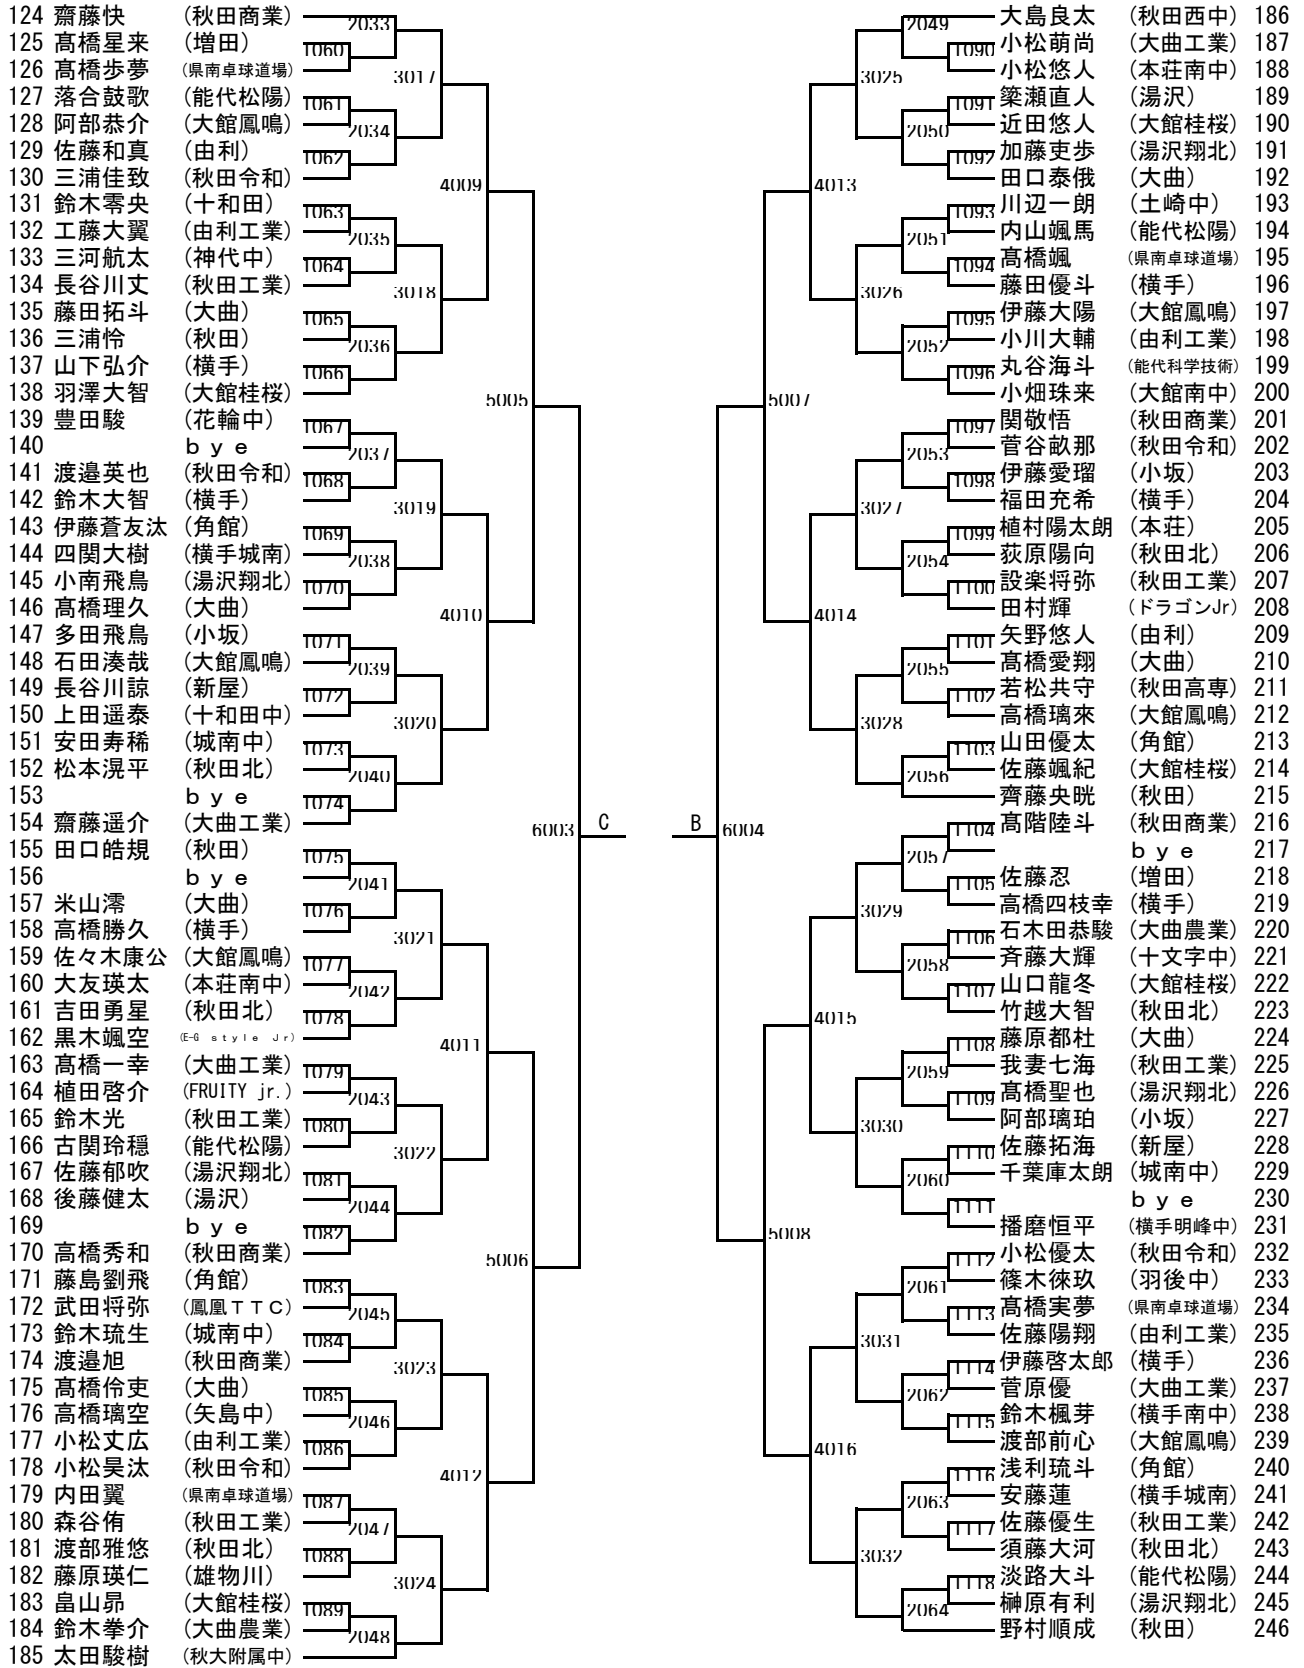 124 齋藤快 (秋田商業)
125 髙橋星来 (増田)
126 髙橋歩夢 (県南卓球道場)
127 落合鼓歌 (能代松陽)
128 阿部恭介 (大館鳳鳴)
129 佐藤和真 (由利)
130 三浦佳致 (秋田令和)
131 鈴木零央 (十和田)
132 工藤大翼 (由利工業)
133 三河航太 (神代中)
134 長谷川丈 (秋田工業)
135 藤田拓斗 (大曲)
136 三浦怜 (秋田)
137 山下弘介 (横手)
138 羽澤大智 (大館桂桜)
139 豊田駿 (花輪中)
140 ｂｙｅ
141 渡邉英也 (秋田令和)
142 鈴木大智 (横手)
143 伊藤蒼友汰 (角館)
144 四関大樹 (横手城南)
145 小南飛鳥 (湯沢翔北)
146 髙橋理久 (大曲)
147 多田飛鳥 (小坂)
148 石田湊哉 (大館鳳鳴)
149 長谷川諒 (新屋)
150 上田遥泰 (十和田中)
151 安田寿稀 (城南中)
152 松本滉平 (秋田北)
153 ｂｙｅ
154 齋藤遥介 (大曲工業)
155 田口皓規 (秋田)
156 ｂｙｅ
157 米山澪 (大曲)
158 高橋勝久 (横手)
159 佐々木康公 (大館鳳鳴)
160 大友瑛太 (本荘南中)
161 吉田勇星 (秋田北)
162 黒木颯空 (E-G style Jr)
163 髙橋一幸 (大曲工業)
164 植田啓介 (FRUITY jr.)
165 鈴木光 (秋田工業)
166 古関玲穏 (能代松陽)
167 佐藤郁吹 (湯沢翔北)
168 後藤健太 (湯沢)
169 ｂｙｅ
170 高橋秀和 (秋田商業)
171 藤島劉飛 (角館)
172 武田将弥 (鳳凰ＴＴＣ)
173 鈴木琉生 (城南中)
174 渡邉旭 (秋田商業)
175 髙橋伶吏 (大曲)
176 高橋璃空 (矢島中)
177 小松丈広 (由利工業)
178 小松昊汰 (秋田令和)
179 内田翼 (県南卓球道場)
180 森谷侑 (秋田工業)
181 渡部雅悠 (秋田北)
182 藤原瑛仁 (雄物川)
183 畠山昴 (大館桂桜)
184 鈴木拳介 (大曲農業)
185 太田駿樹 (秋大附属中)
2033
1060
1061
2034
1062
1063
2035
1064
1065
2036
1066
1067
2037
1068
1069
2038
1070
1071
2039
1072
1073
2040
1074
1075
2041
1076
1077
2042
1078
1079
2043
1080
1081
2044
1082
1083
2045
1084
1085
2046
1086
1087
2047
1088
1089
2048
3017
3018
3019
3020
3021
3022
3023
3024
4009
4010
4011
4012
5005
5006
6003
C
B
6004
5007
5008
4013
4014
4015
4016
3025
3026
3027
3028
3029
3030
3031
3032
2049
1090
1091
2050
1092
1093
2051
1094
1095
2052
1096
1097
2053
1098
1099
2054
1100
1101
2055
1102
1103
2056
1104
2057
1105
1106
2058
1107
1108
2059
1109
1110
2060
1111
1112
2061
1113
1114
2062
1115
1116
2063
1117
1118
2064
大島良太 (秋田西中) 186
小松萌尚 (大曲工業) 187
小松悠人 (本荘南中) 188
簗瀬直人 (湯沢) 189
近田悠人 (大館桂桜) 190
加藤吏歩 (湯沢翔北) 191
田口泰俄 (大曲) 192
川辺一朗 (土崎中) 193
内山颯馬 (能代松陽) 194
髙橋颯 (県南卓球道場) 195
藤田優斗 (横手) 196
伊藤大陽 (大館鳳鳴) 197
小川大輔 (由利工業) 198
丸谷海斗 (能代科学技術) 199
小畑珠来 (大館南中) 200
関敬悟 (秋田商業) 201
菅谷畝那 (秋田令和) 202
伊藤愛瑠 (小坂) 203
福田充希 (横手) 204
植村陽太朗 (本荘) 205
荻原陽向 (秋田北) 206
設楽将弥 (秋田工業) 207
田村輝 (ドラゴンJr) 208
矢野悠人 (由利) 209
髙橋愛翔 (大曲) 210
若松共守 (秋田高専) 211
高橋璃來 (大館鳳鳴) 212
山田優太 (角館) 213
佐藤颯紀 (大館桂桜) 214
齊藤央晄 (秋田) 215
髙階陸斗 (秋田商業) 216
ｂｙｅ 217
佐藤忍 (増田) 218
高橋四枝幸 (横手) 219
石木田恭駿 (大曲農業) 220
斉藤大輝 (十文字中) 221
山口龍冬 (大館桂桜) 222
竹越大智 (秋田北) 223
藤原都杜 (大曲) 224
我妻七海 (秋田工業) 225
髙橋聖也 (湯沢翔北) 226
阿部璃珀 (小坂) 227
佐藤拓海 (新屋) 228
千葉庫太朗 (城南中) 229
ｂｙｅ 230
播磨恒平 (横手明峰中) 231
小松優太 (秋田令和) 232
篠木徠玖 (羽後中) 233
髙橋実夢 (県南卓球道場) 234
佐藤陽翔 (由利工業) 235
伊藤啓太郎 (横手) 236
菅原優 (大曲工業) 237
鈴木楓芽 (横手南中) 238
渡部前心 (大館鳳鳴) 239
浅利琉斗 (角館) 240
安藤蓮 (横手城南) 241
佐藤優生 (秋田工業) 242
須藤大河 (秋田北) 243
淡路大斗 (能代松陽) 244
榊原有利 (湯沢翔北) 245
野村順成 (秋田) 246